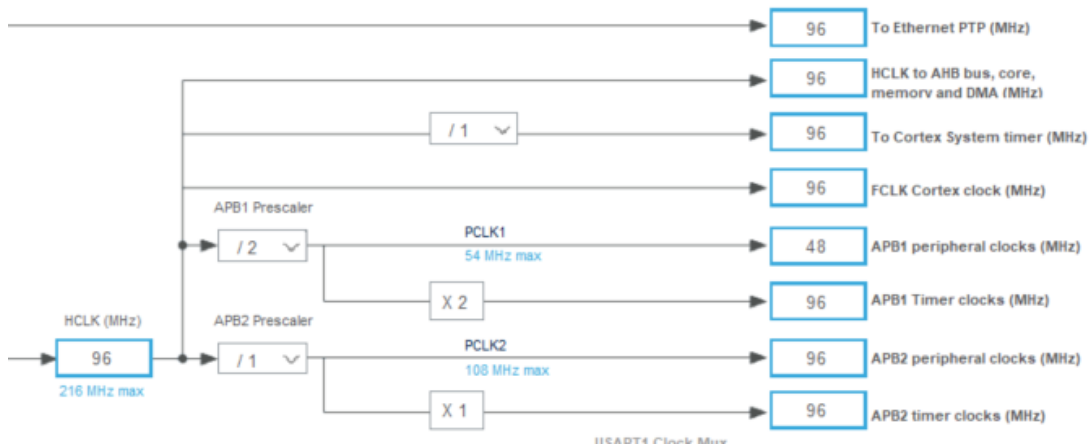 96
To Ethernet PTP (MHz)
96
HCLK to AHB bus, core,
memory and DMA (MHz)
/ 1
96
To Cortex System timer (MHz)
96
FCLK Cortex clock (MHz)
APB1 Prescaler
/ 2
PCLK1
54 MHz max
48
APB1 peripheral clocks (MHz)
X 2
96
APB1 Timer clocks (MHz)
HCLK (MHz)
96
216 MHz max
APB2 Prescaler
/ 1
PCLK2
108 MHz max
96
APB2 peripheral clocks (MHz)
X 1
96
APB2 timer clocks (MHz)
USART1 Clock Mux